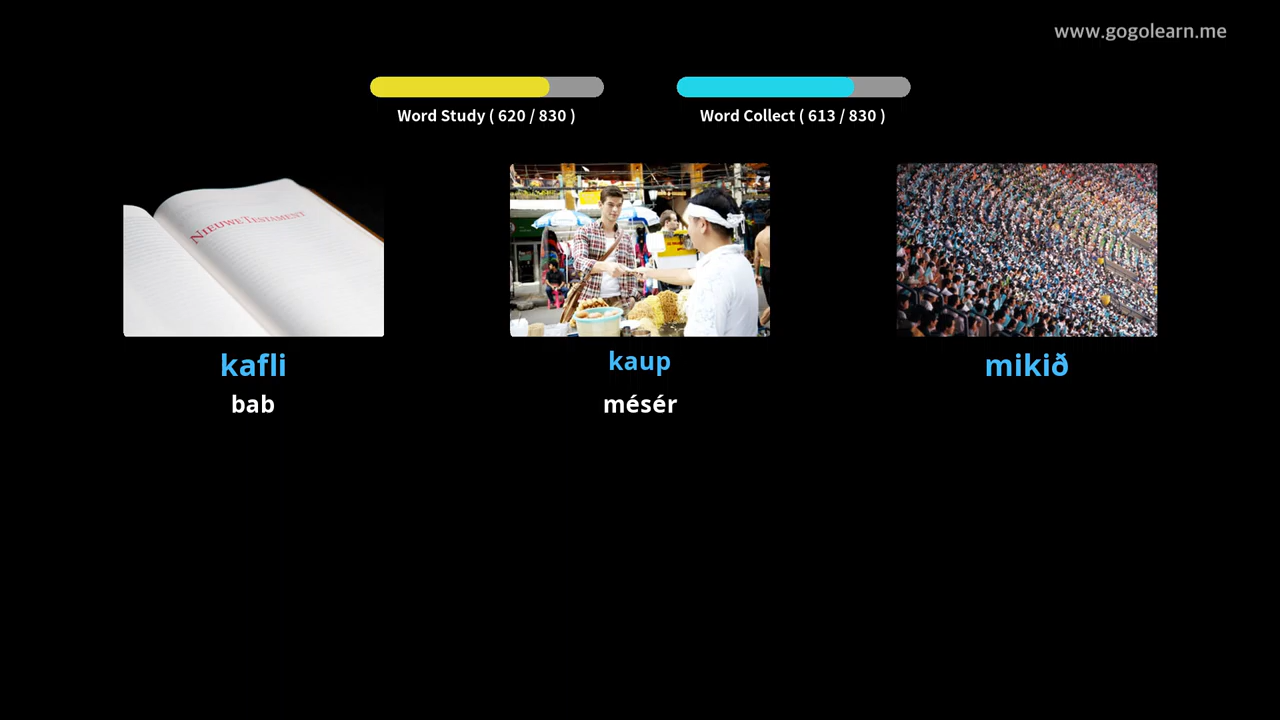 www.gogolearn.me
Word Study ( 620 / 830 )
Word Collect ( 613 / 830 )
NIEUWE TESTAMENT
kafli
kaup
mikið
bab
mésér